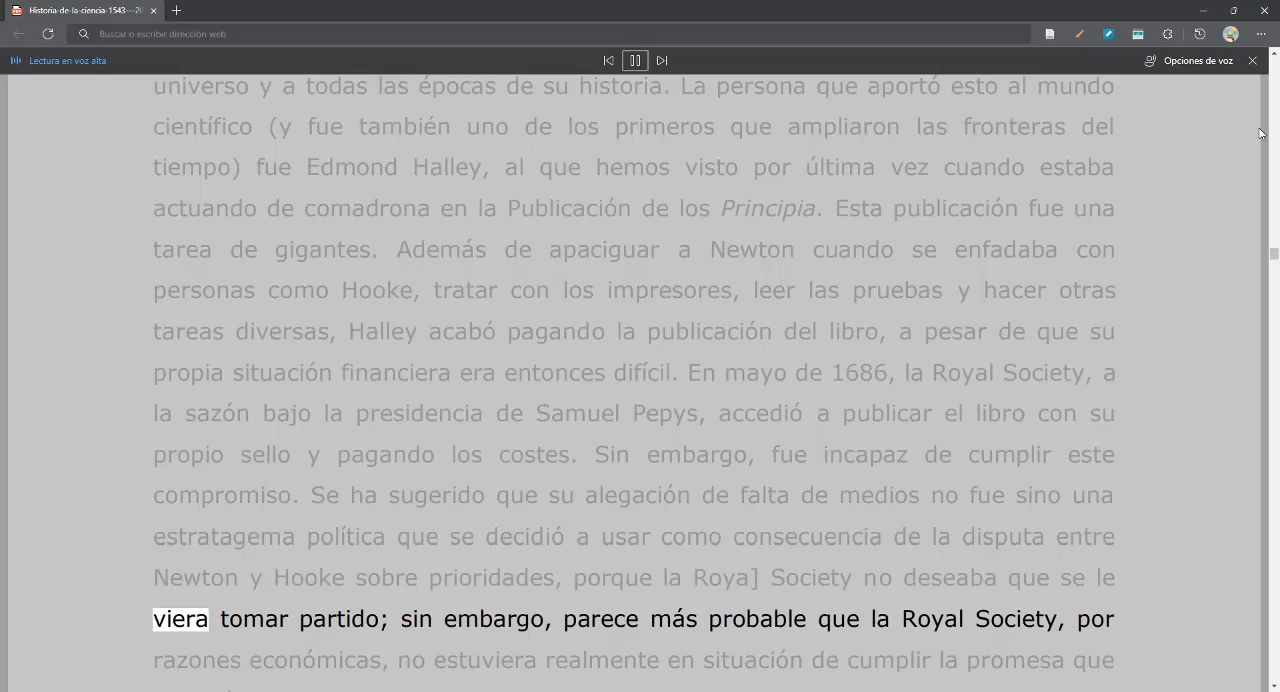 Historia-de-la-ciencia-1543---20
Buscar o escribir dirección web
Lectura en voz alta
Opciones de voz
universo y a todas las épocas de su historia. La persona que aportó esto al mundo
científico (y fue también uno de los primeros que ampliaron las fronteras del
tiempo) fue Edmond Halley, al que hemos visto por última vez cuando estaba
actuando de comadrona en la Publicación de los Principia. Esta publicación fue una
tarea de gigantes. Además de apaciguar a Newton cuando se enfadaba con
personas como Hooke, tratar con los impresores, leer las pruebas y hacer otras
tareas diversas, Halley acabó pagando la publicación del libro, a pesar de que su
propia situación financiera era entonces difícil. En mayo de 1686, la Royal Society, a
la sazón bajo la presidencia de Samuel Pepys, accedió a publicar el libro con su
propio sello y pagando los costes. Sin embargo, fue incapaz de cumplir este
compromiso. Se ha sugerido que su alegación de falta de medios no fue sino una
estratagema política que se decidió a usar como consecuencia de la disputa entre
Newton y Hooke sobre prioridades, porque la Roya] Society no deseaba que se le
viera tomar partido; sin embargo, parece más probable que la Royal Society, por
razones económicas, no estuviera realmente en situación de cumplir la promesa que